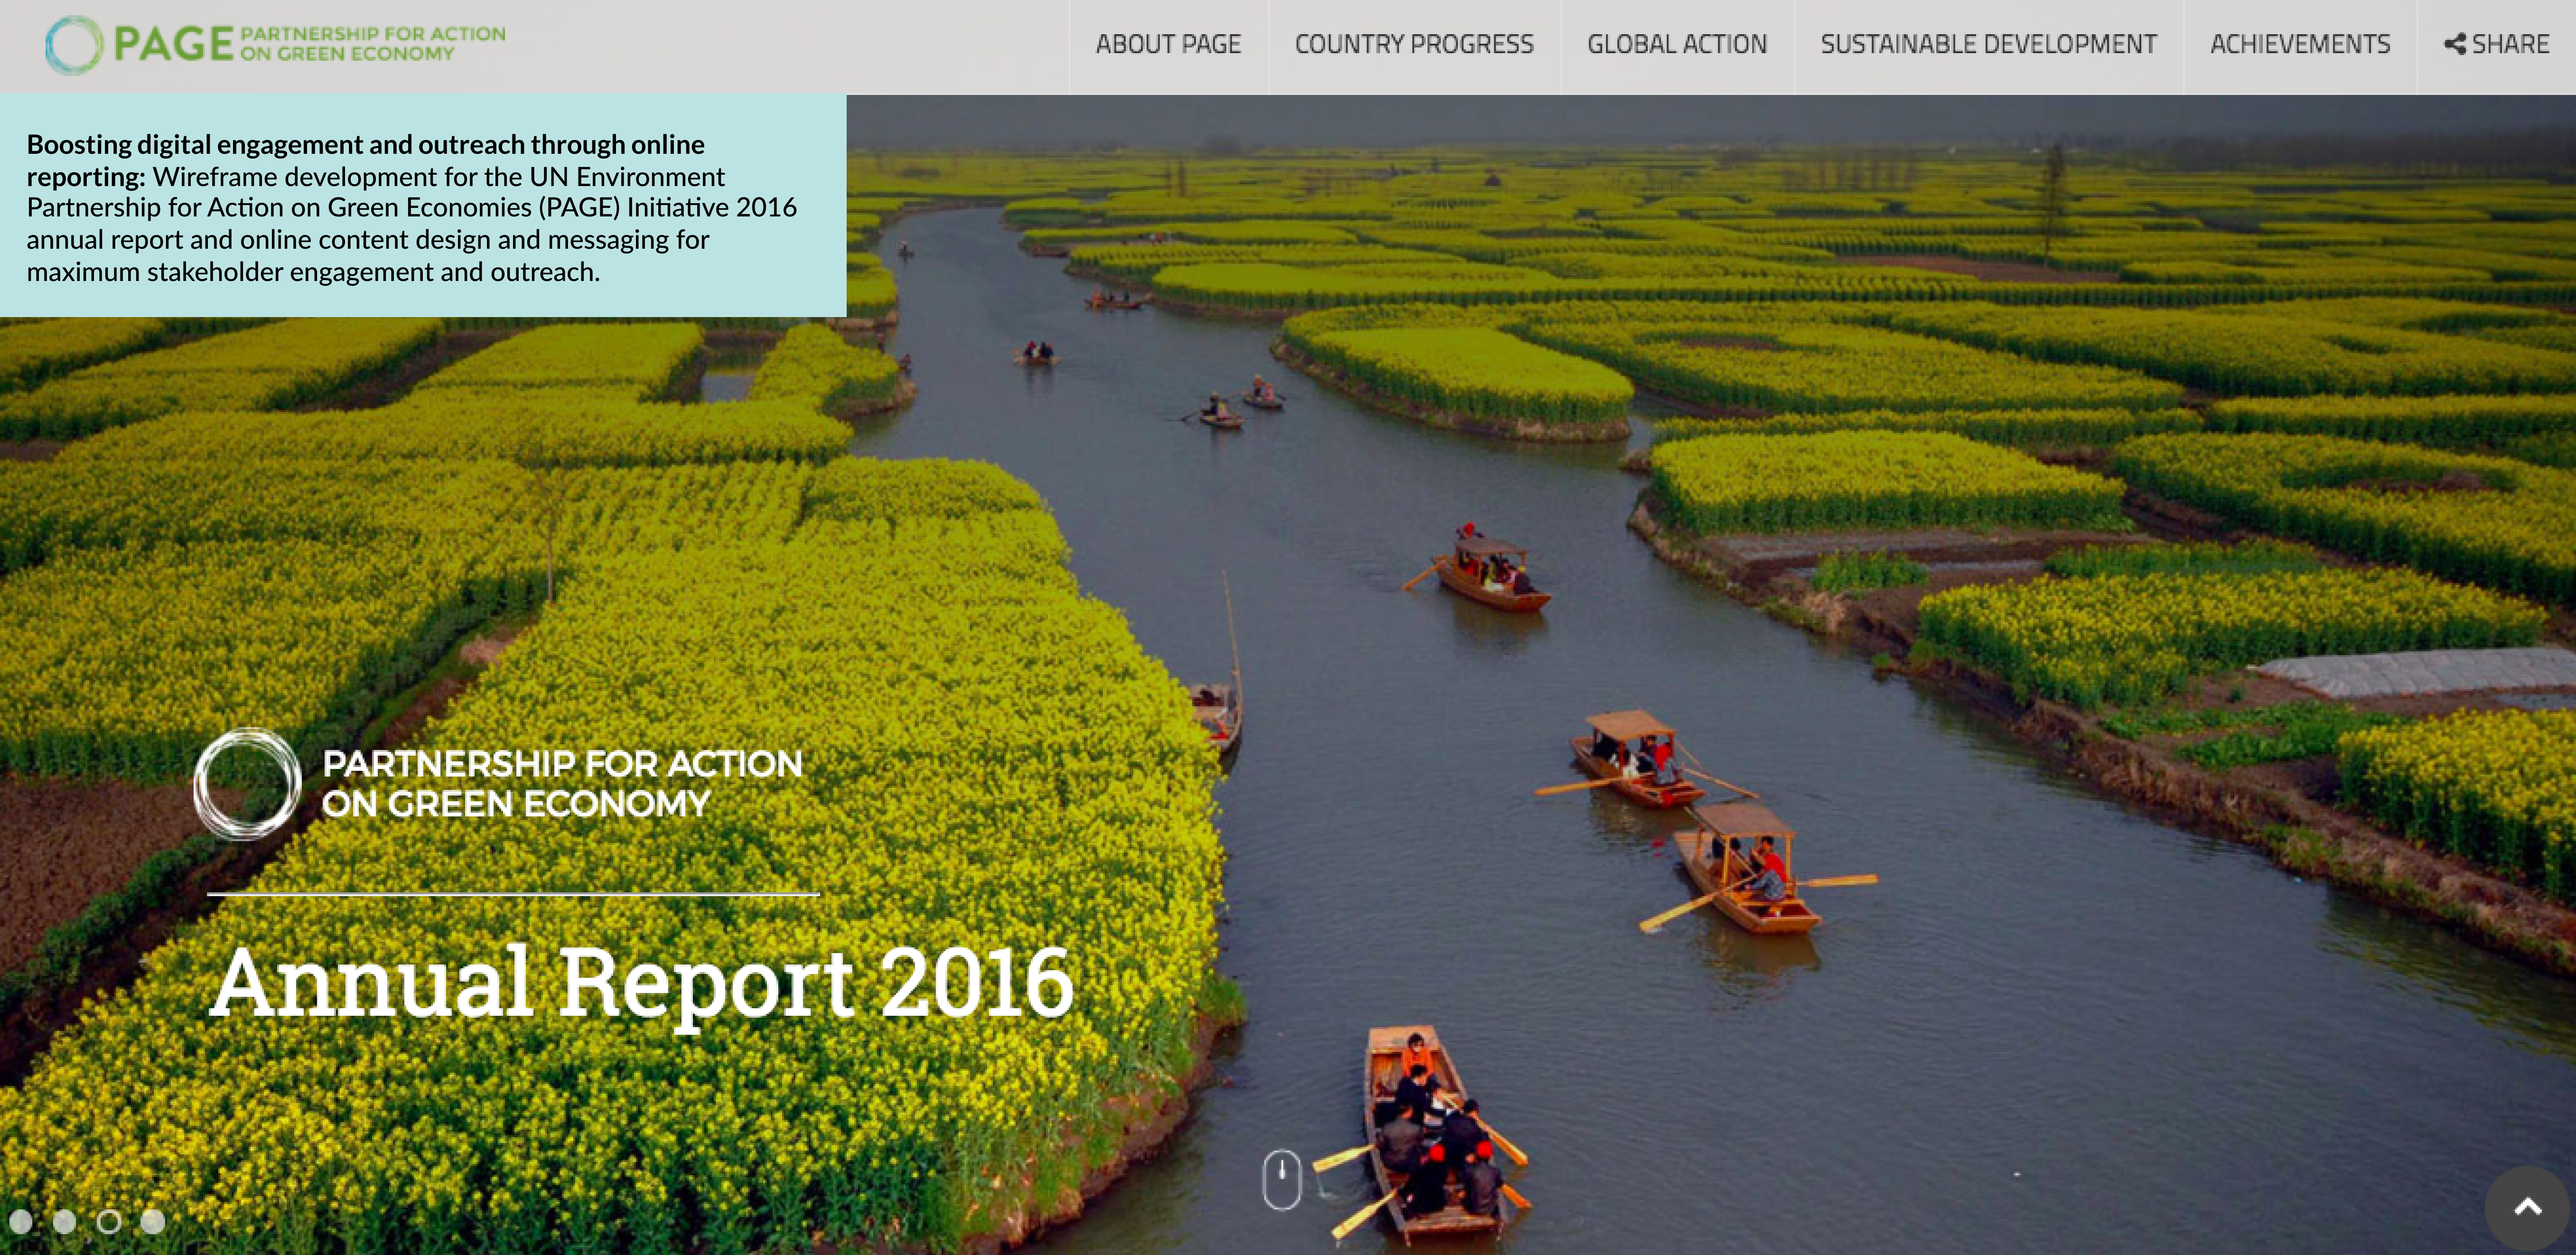 PAGE PARTNERSHIP FOR ACTION
ON GREEN ECONOMY
ABOUT PAGE
COUNTRY PROGRESS
GLOBAL ACTION
SUSTAINABLE DEVELOPMENT
ACHIEVEMENTS
SHARE
Boosting digital engagement and outreach through online
reporting: Wireframe development for the UN Environment
Partnership for Action on Green Economies (PAGE) Initiative 2016
annual report and online content design and messaging for
maximum stakeholder engagement and outreach.
PARTNERSHIP FOR ACTION
ON GREEN ECONOMY
Annual Report 2016